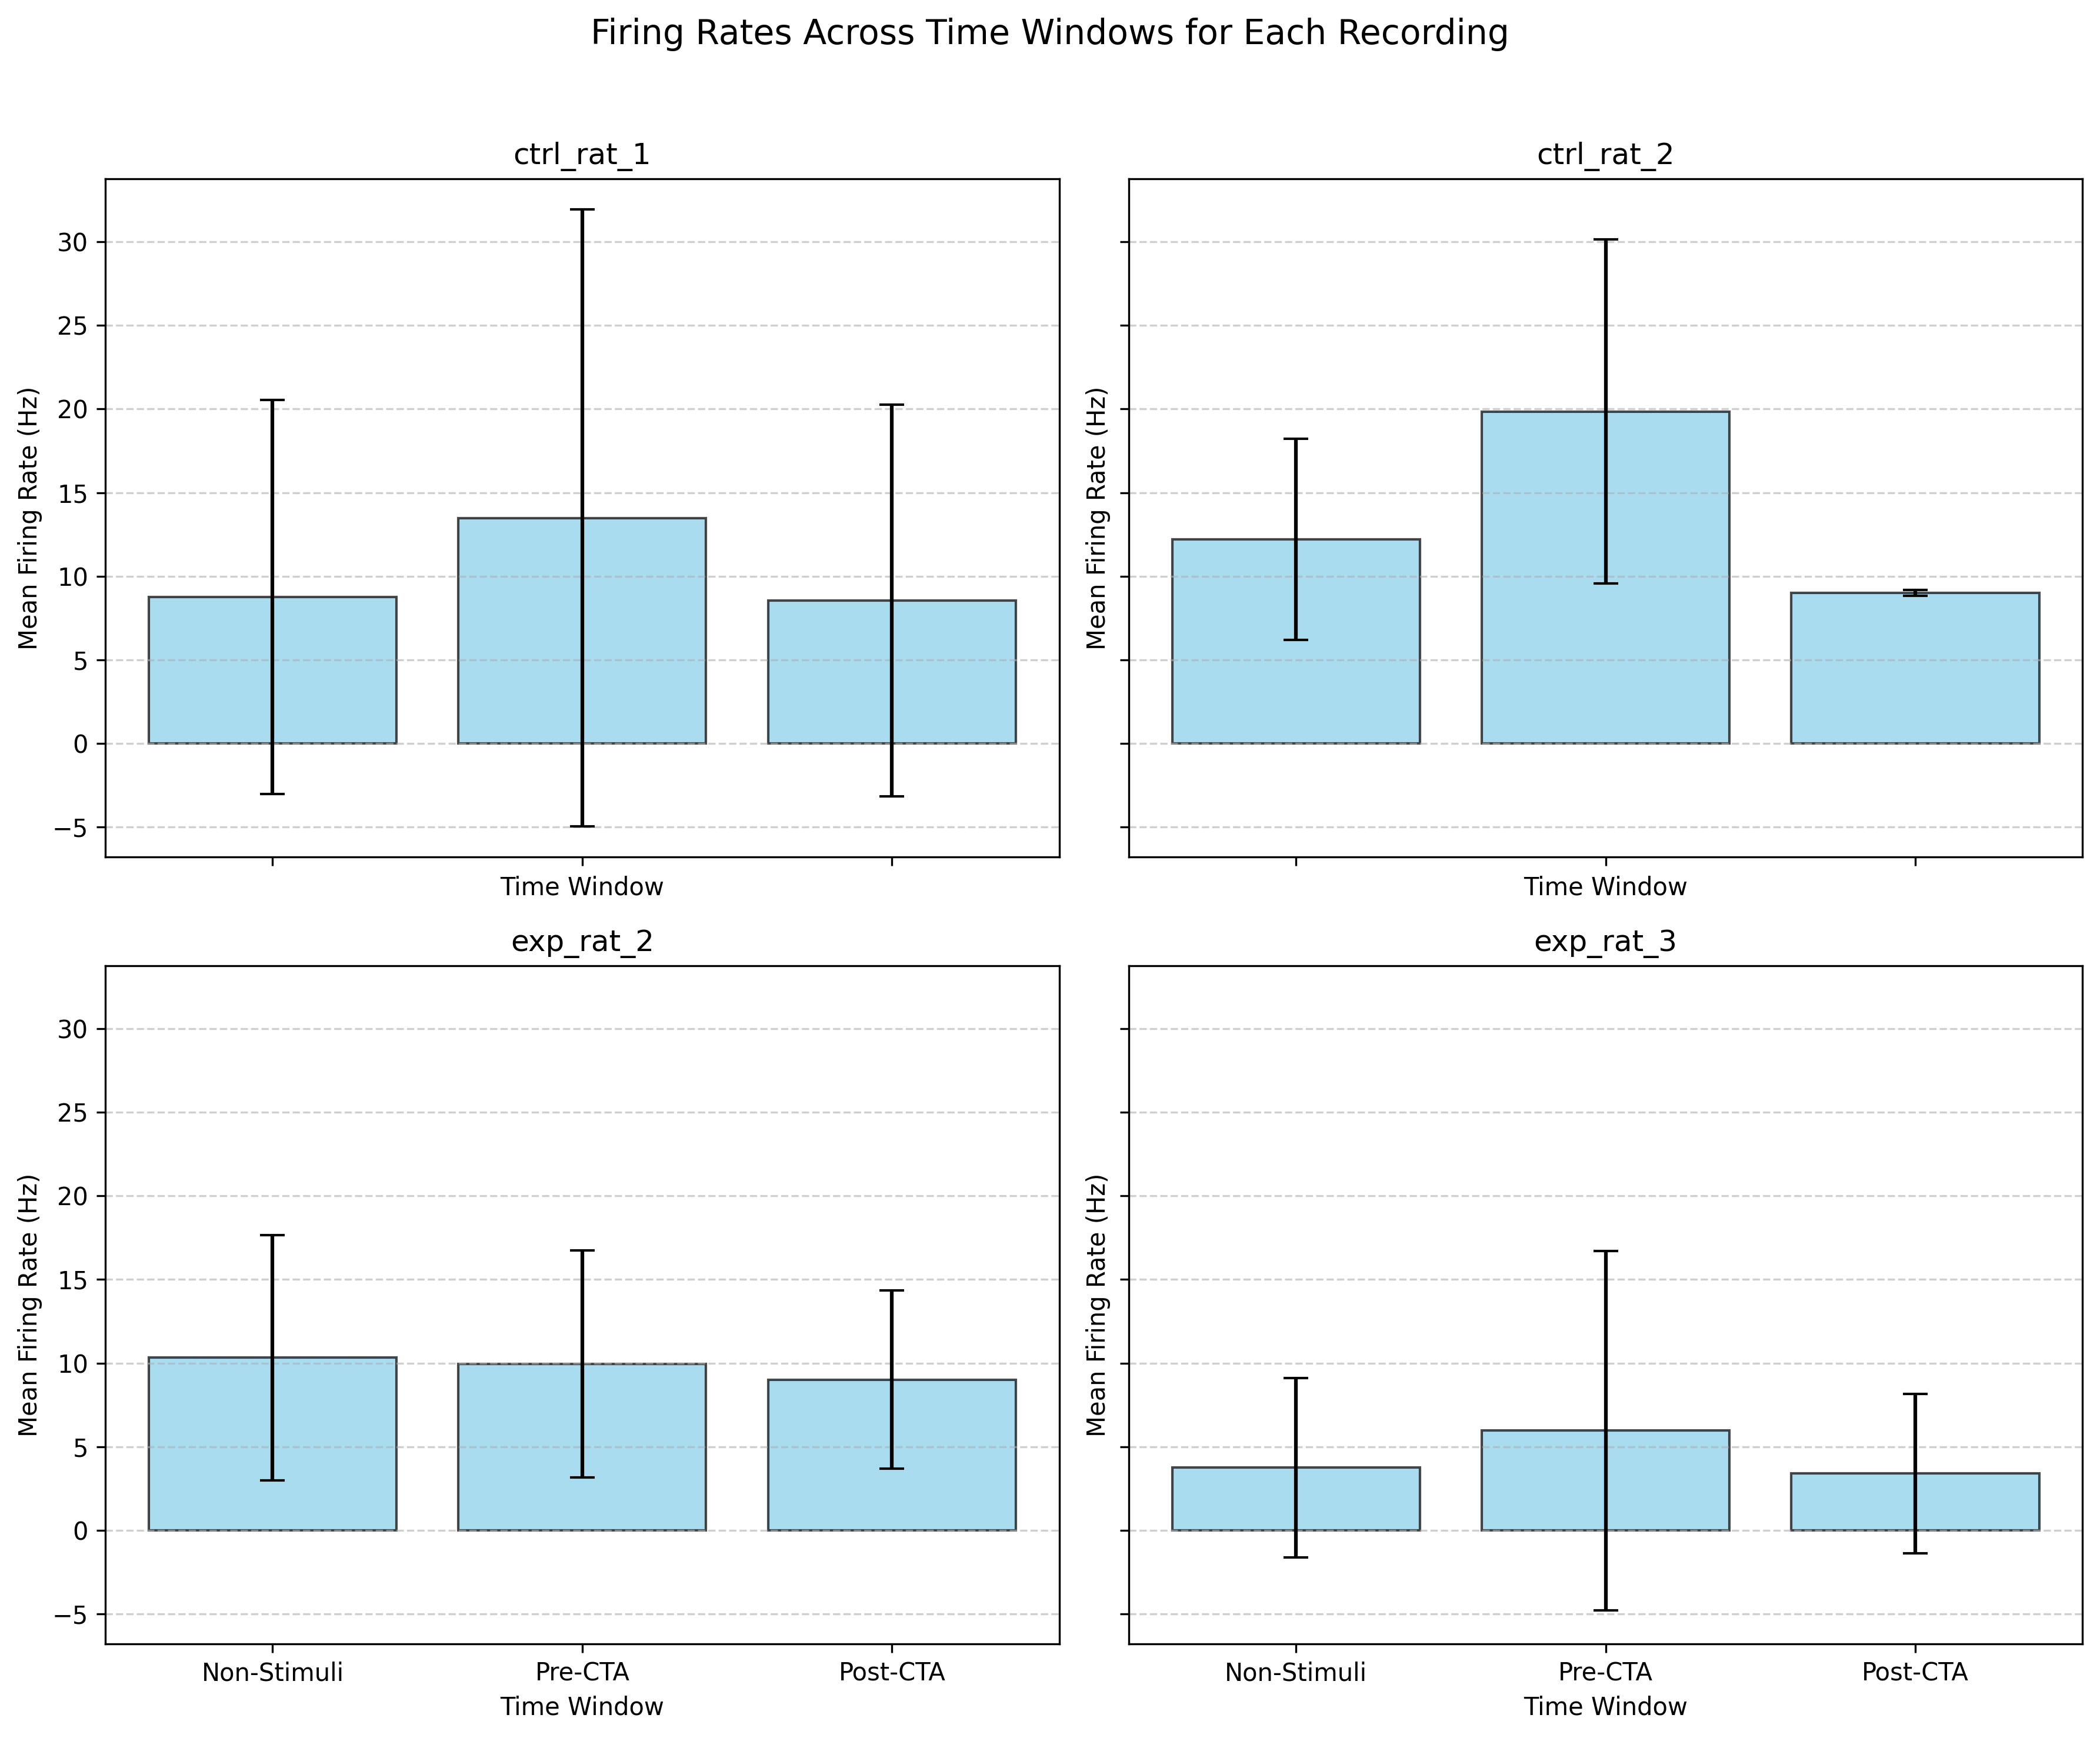 Firing Rates Across Time Windows for Each Recording
ctrl_rat_1
30
25
20
15
10
5
0
−5
Mean Firing Rate (Hz)
Time Window
ctrl_rat_2
Mean Firing Rate (Hz)
Time Window
exp_rat_2
30
25
20
15
10
5
0
−5
Mean Firing Rate (Hz)
Non-Stimuli Pre-CTA Post-CTA
Time Window
exp_rat_3
Mean Firing Rate (Hz)
Non-Stimuli Pre-CTA Post-CTA
Time Window